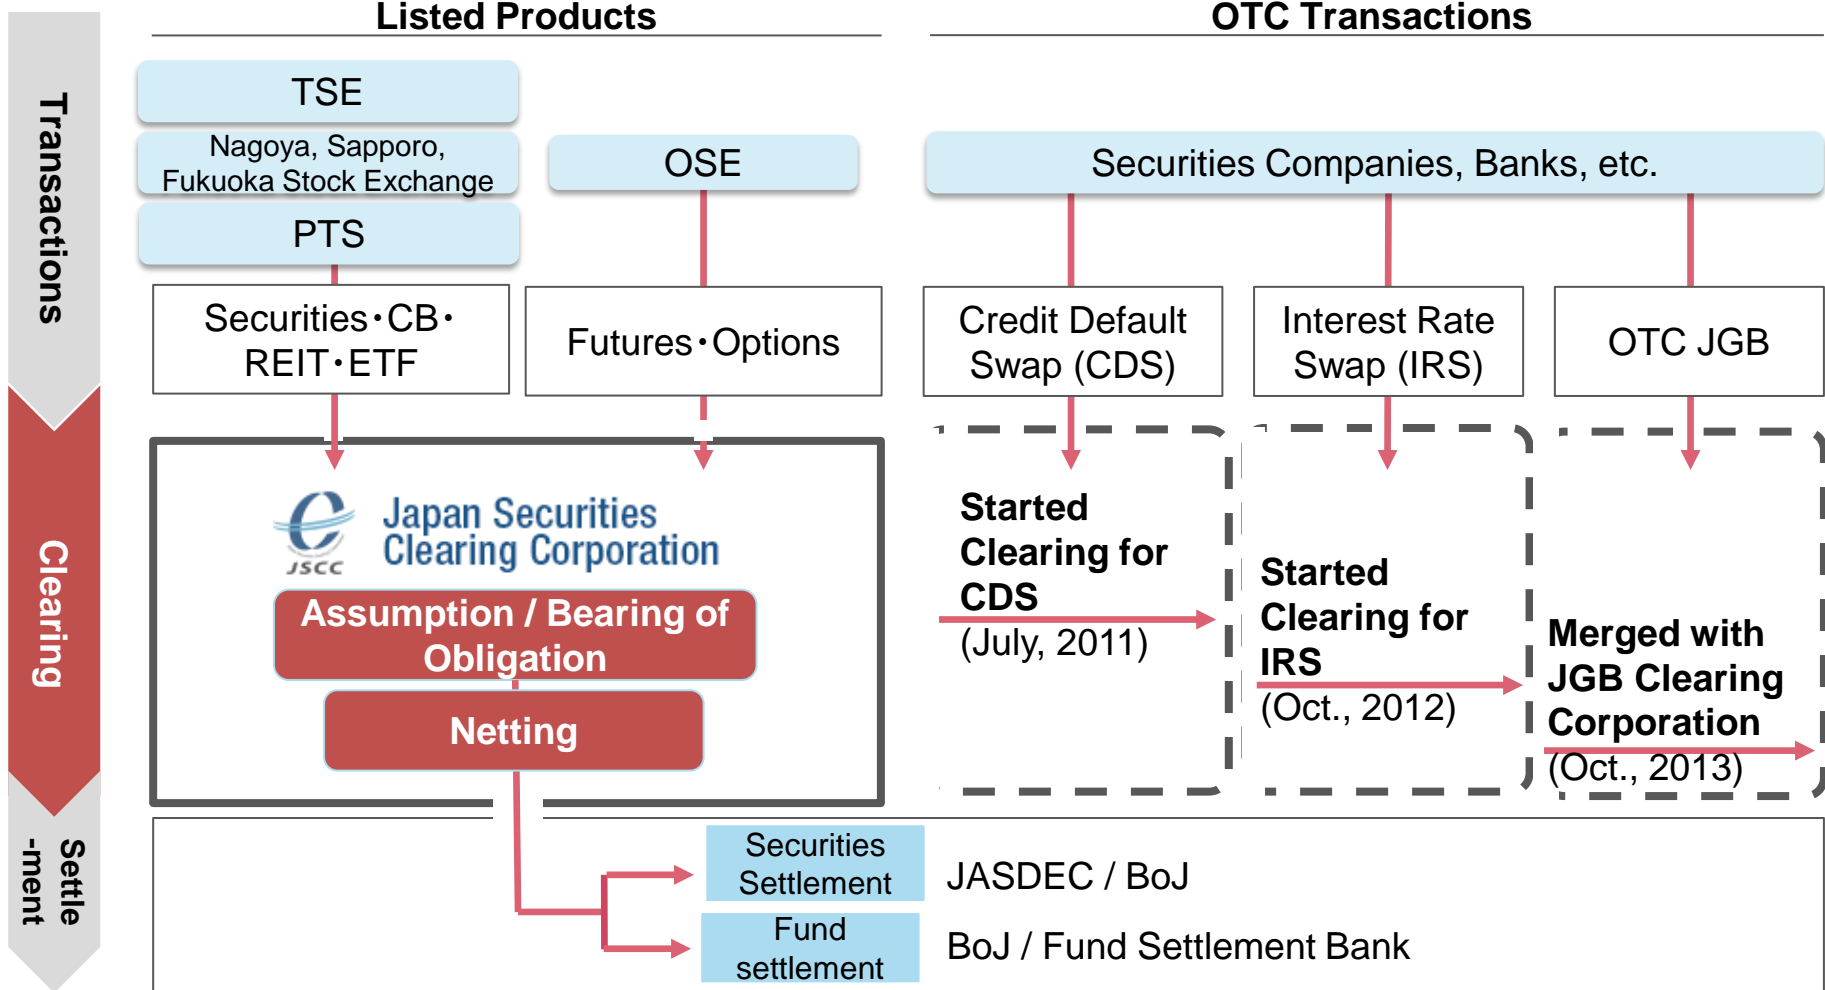 Listed Products
OTC Transactions
Transactions
TSE
Nagoya, Sapporo,
Fukuoka Stock Exchange
PTS
OSE
Securities Companies, Banks, etc.
Securities・CB・
REIT・ETF
Futures・Options
Credit Default
Swap (CDS)
Interest Rate
Swap (IRS)
OTC JGB
Clearing
JSCC
Japan Securities
Clearing Corporation
Assumption / Bearing of
Obligation
Netting
Started
Clearing for
CDS
(July, 2011)
Started
Clearing for
IRS
(Oct., 2012)
Merged with
JGB Clearing
Corporation
(Oct., 2013)
Settle
-ment
Securities
Settlement
JASDEC / BoJ
Fund
settlement
BoJ / Fund Settlement Bank